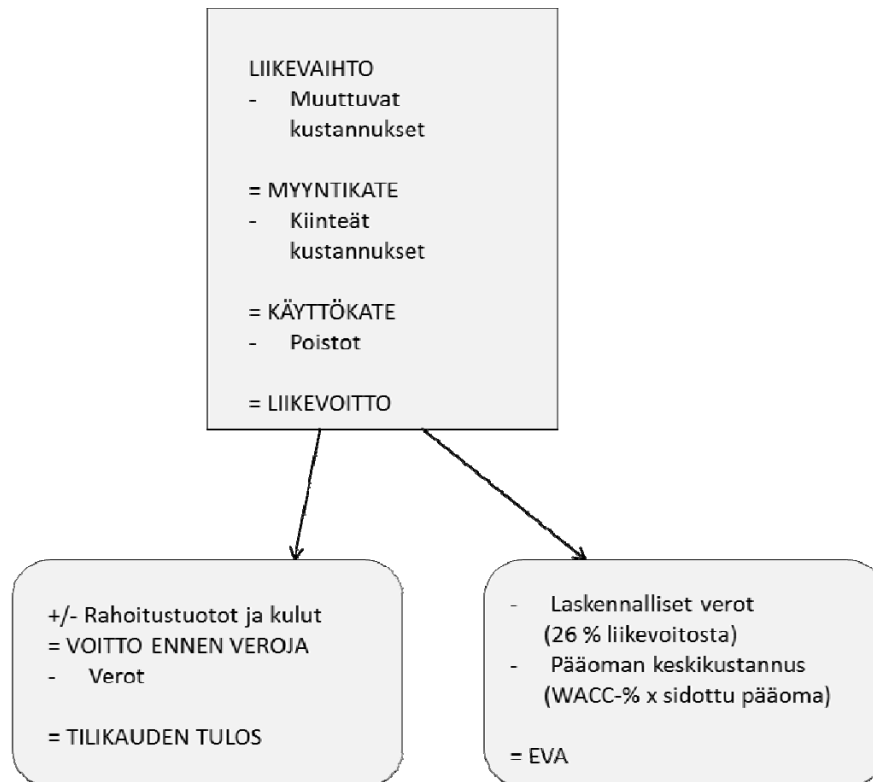 LIIKEVAIHTO
- Muuttuvat
kustannukset
= MYYNTIKATE
- Kiinteät
kustannukset
= KÄYTTÖKATE
- Poistot
= LIIKEVOITTO
+/- Rahoitustuotot ja kulut
= VOITTO ENNEN VEROJA
- Verot
= TILIKAUDEN TULOS
- Laskennalliset verot
(26 % liikevoitosta)
- Pääoman keskikustannus
(WACC-% x sidottu pääoma)
= EVA